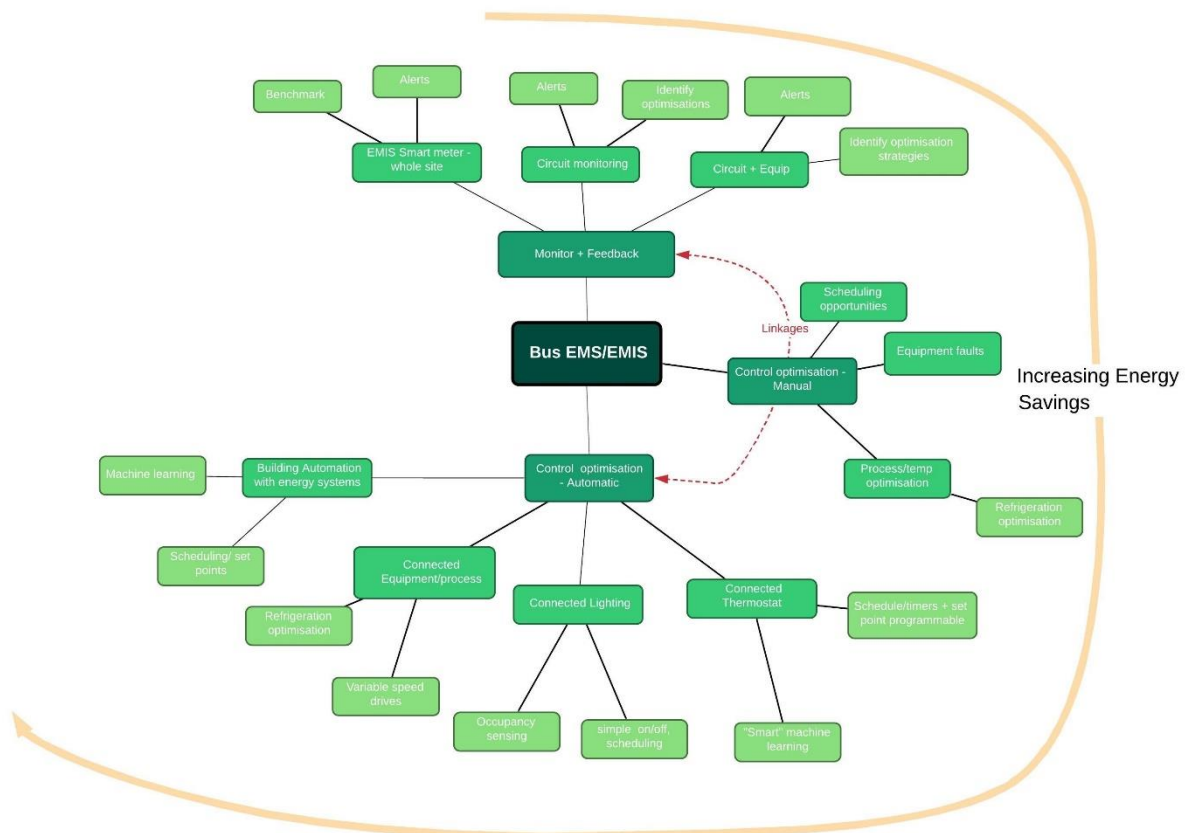 Alerts
Benchmark
EMIS Smart meter -
whole site
Alerts
Identify
optimisations
Circuit monitoring
Alerts
Identify optimisation
strategies
Circuit + Equip
Monitor + Feedback
Bus EMS/EMIS
Linkages
Scheduling
opportunities
Equipment faults
Control optimisation -
Manual
Increasing Energy
Savings
Process/temp
optimisation
Refrigeration
optimisation
Control optimisation
- Automatic
Building Automation
with energy systems
Machine learning
Scheduling/ set
points
Connected
Equipment/process
Refrigeration
optimisation
Variable speed
drives
Connected Lighting
Occupancy
sensing
simple on/off,
scheduling
Connected
Thermostat
Schedule/timers + set
point programmable
"Smart" machine
learning